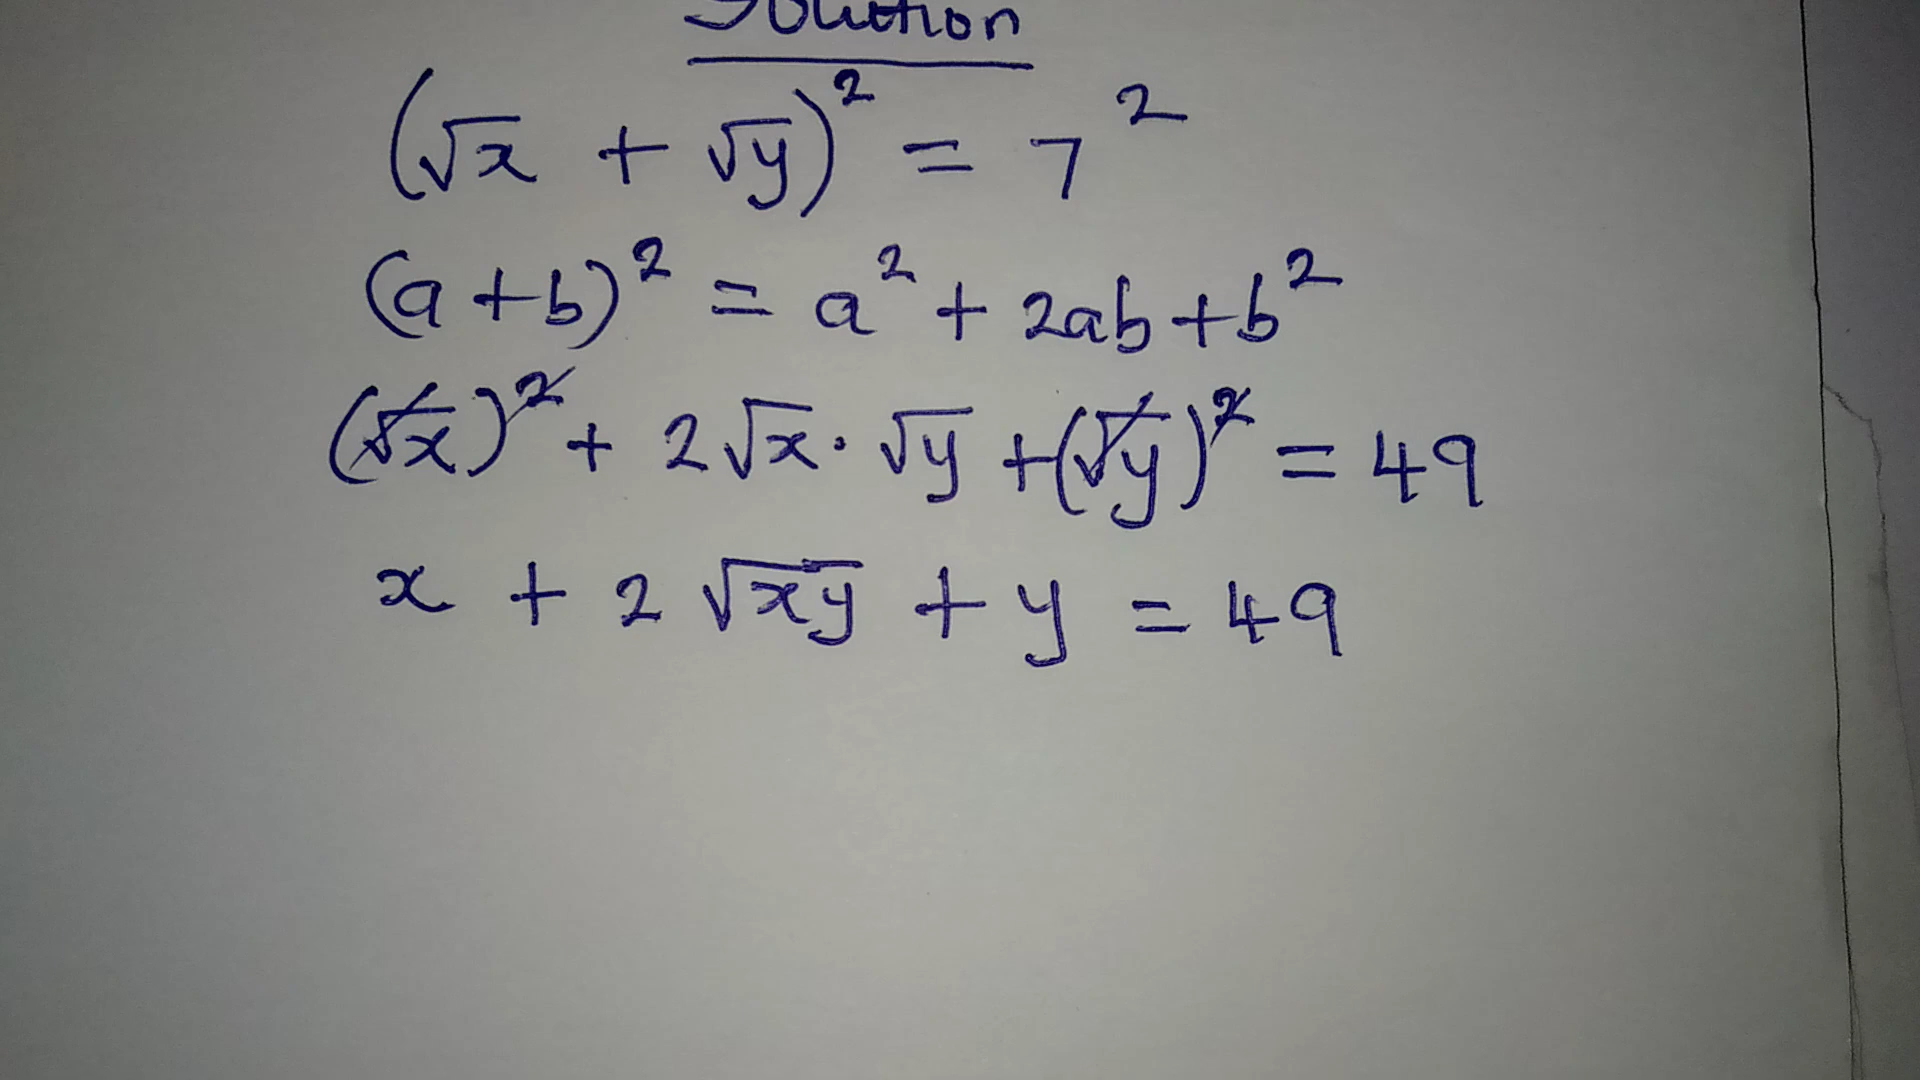 Solution
(√x + √y)² = 7²
(a + b)² = a² + 2ab + b²
(√x)² + 2√x · √y + (√y)² = 49
x + 2√xy + y = 49